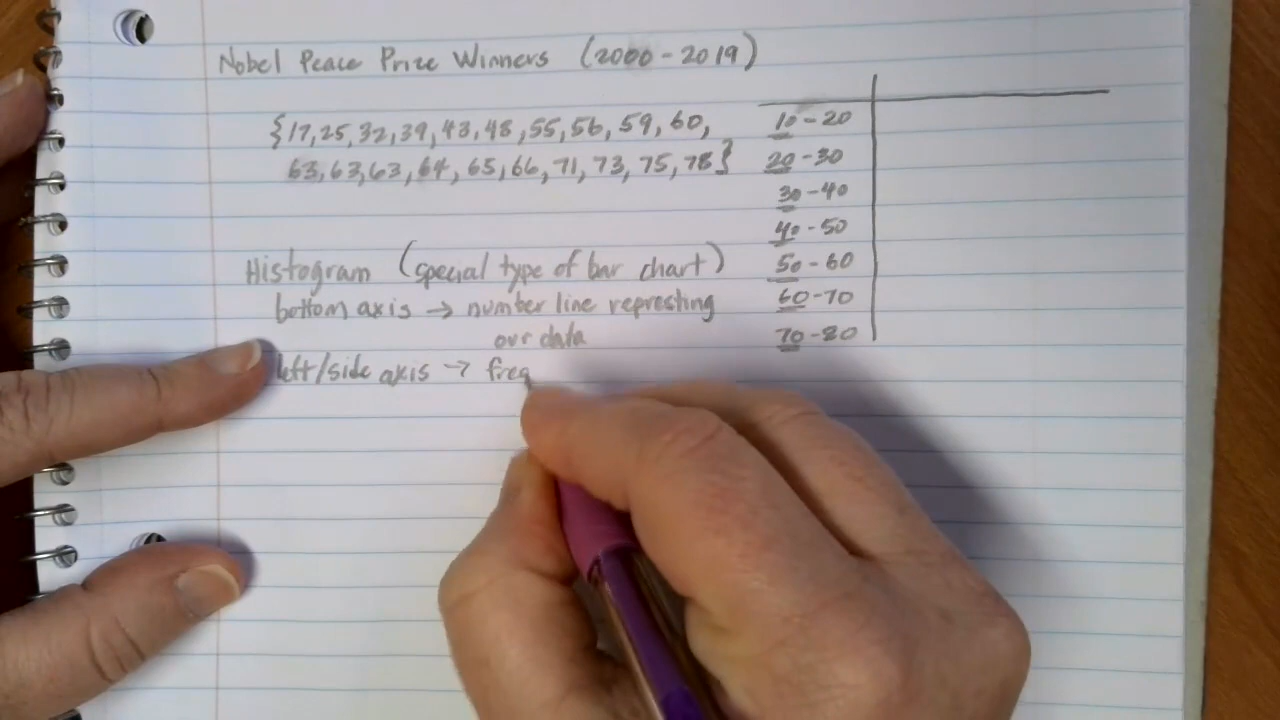 Nobel Peace Prize Winners (2000-2019)
{17,25,32,39,43,48,55,56,59,60,
63,63,63,64,65,66,71,73,75,78}
10-20
20-30
30-40
40-50
50-60
60-70
70-80
Histogram (special type of bar chart)
bottom axis → number line represting
our data
left/side axis → freq